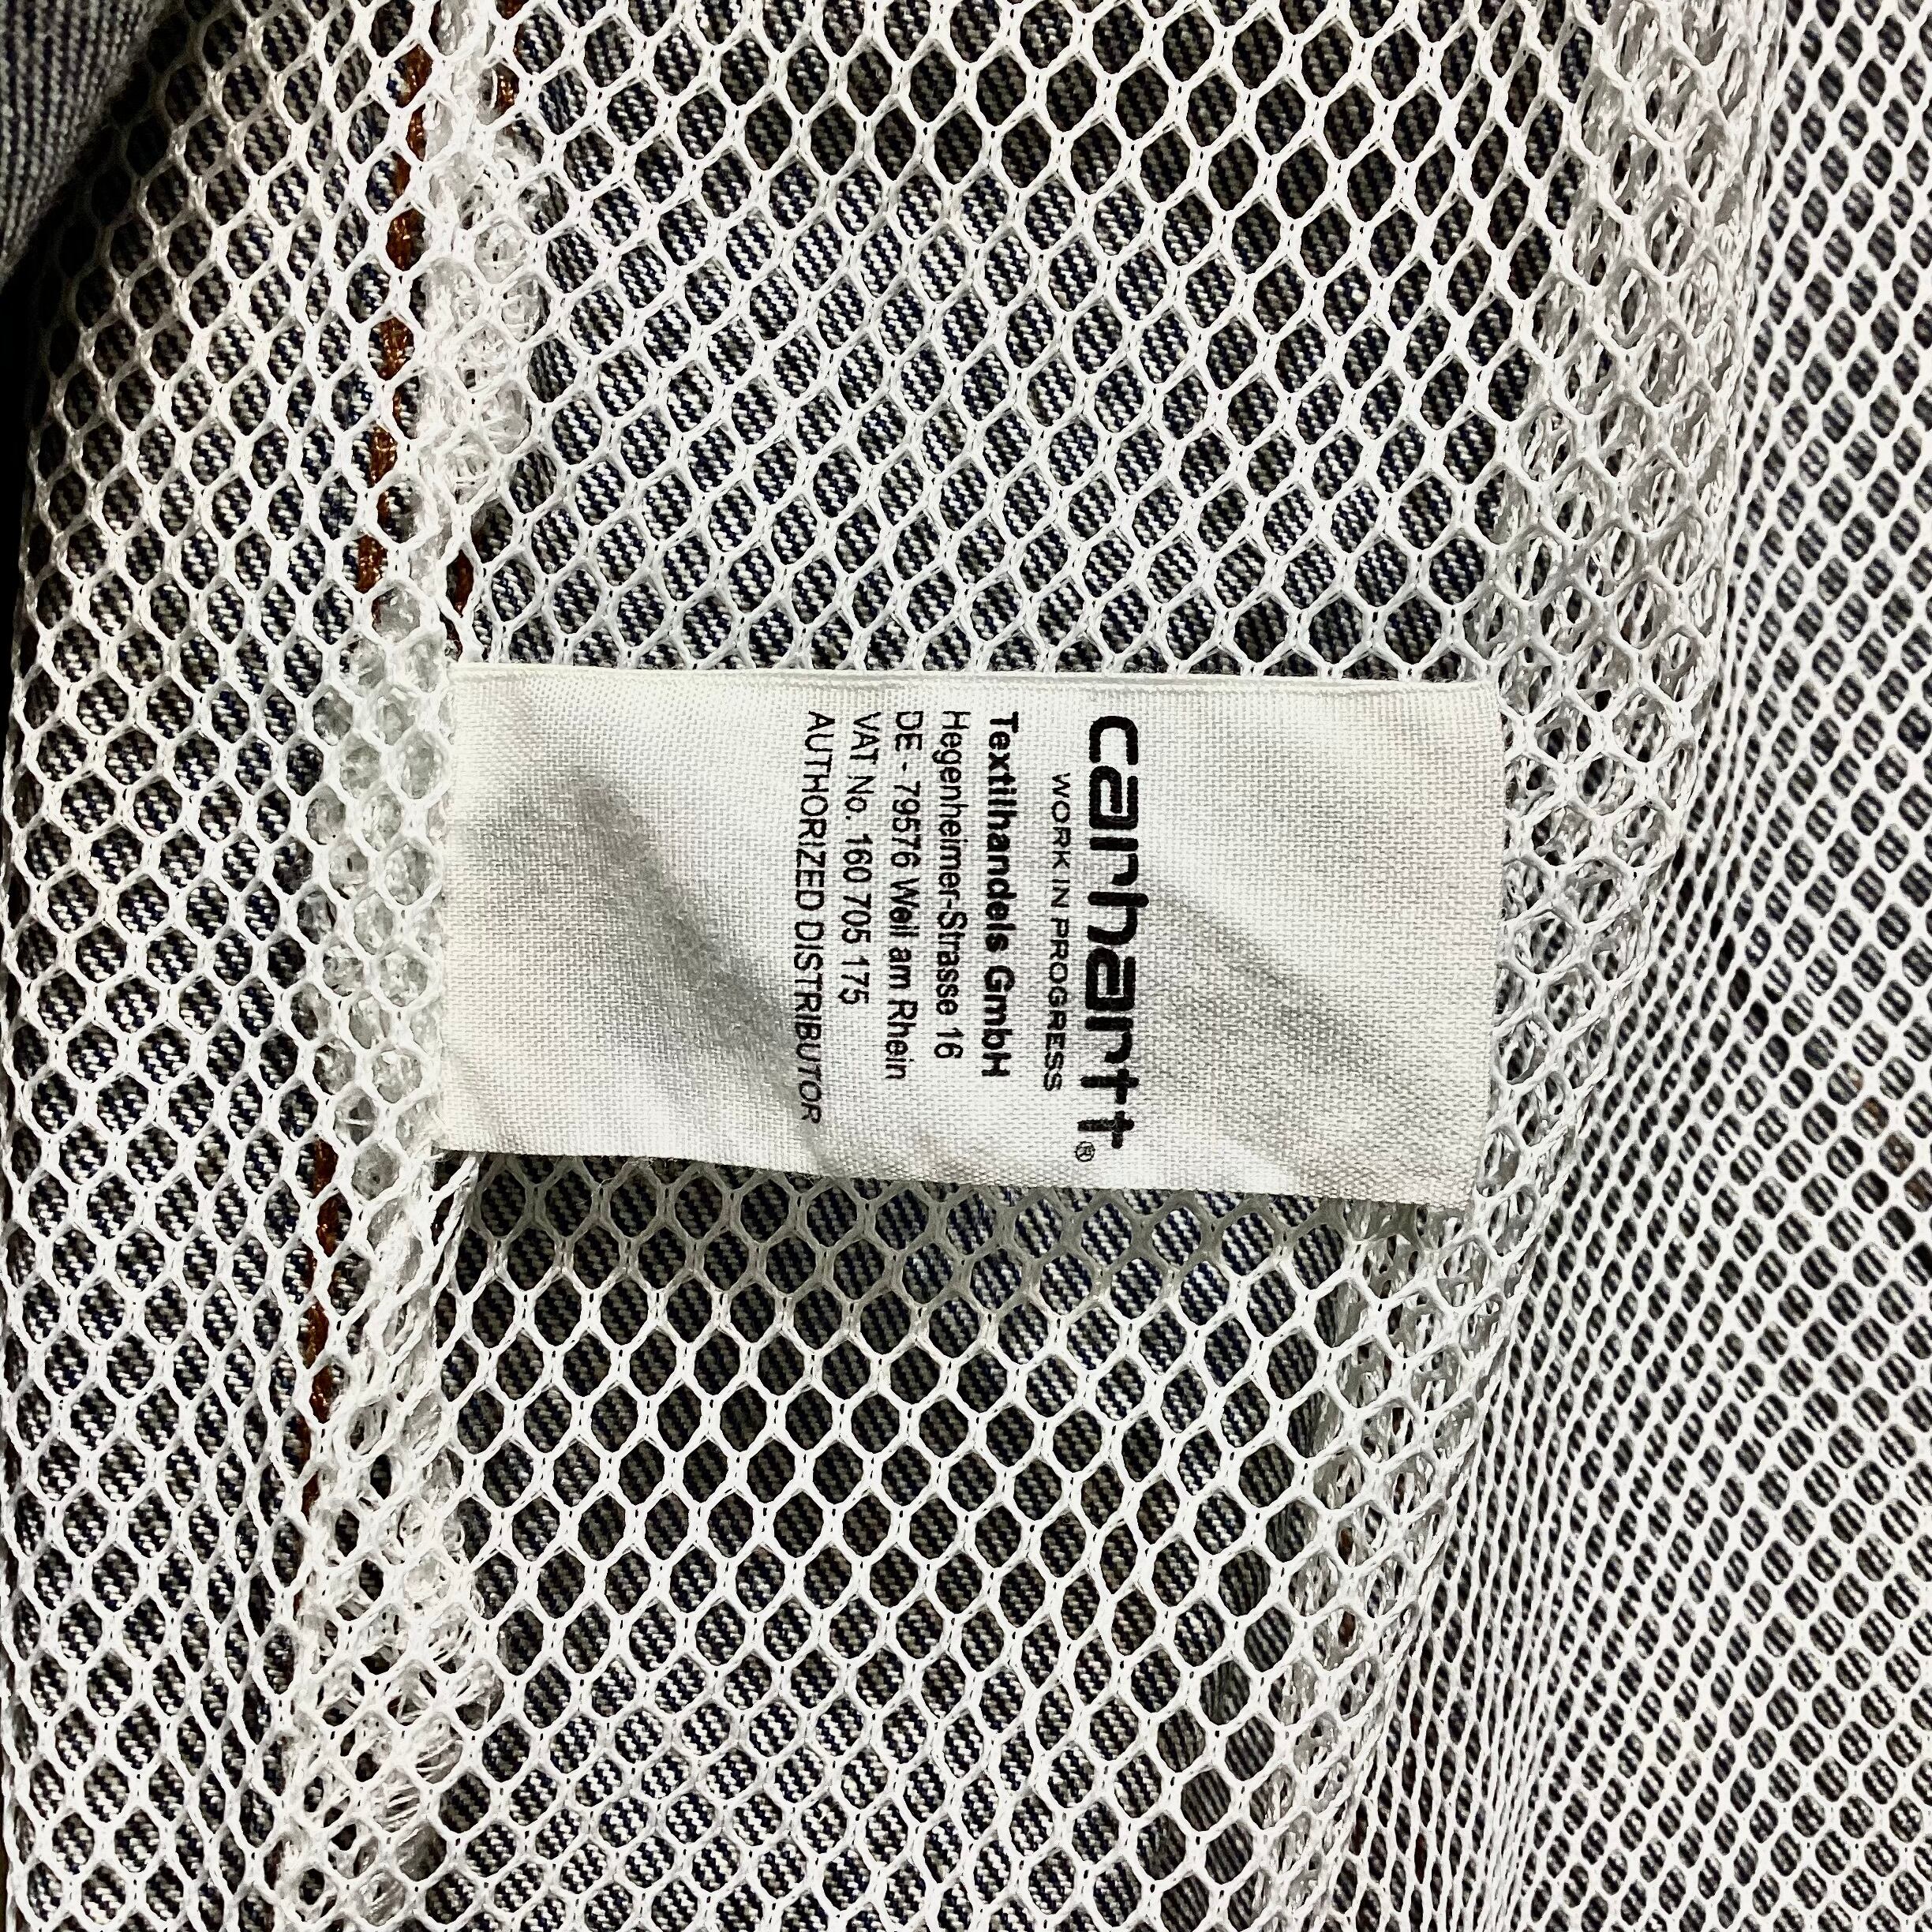 carhartt®
WORK IN PROGRESS
Textilhandels GmbH
Hegenheimer-Strasse 16
DE - 79576 Weil am Rhein
VAT No. 160 705 175
AUTHORIZED DISTRIBUTOR